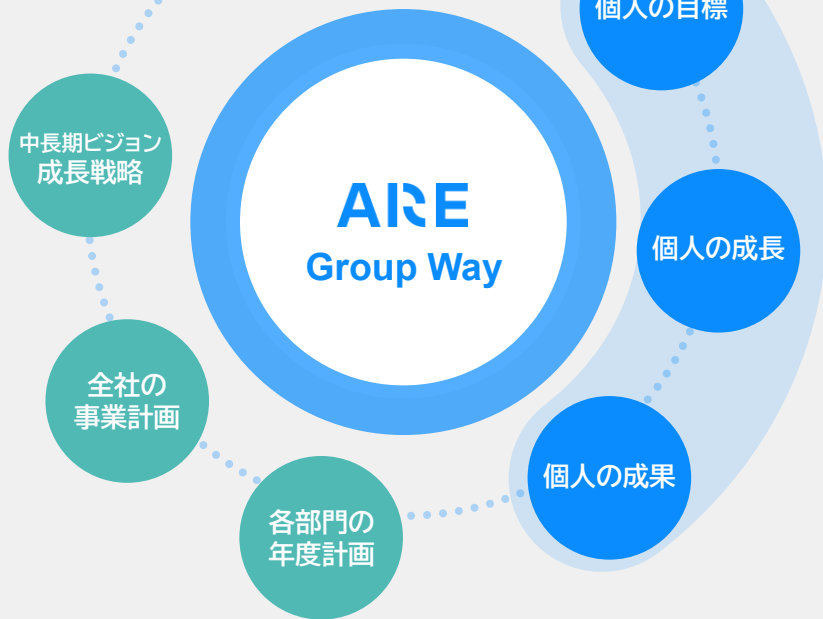 個人の目標
中長期ビジョン
成長戦略
ARE
Group Way
個人の成長
全社の
事業計画
個人の成果
各部門の
年度計画